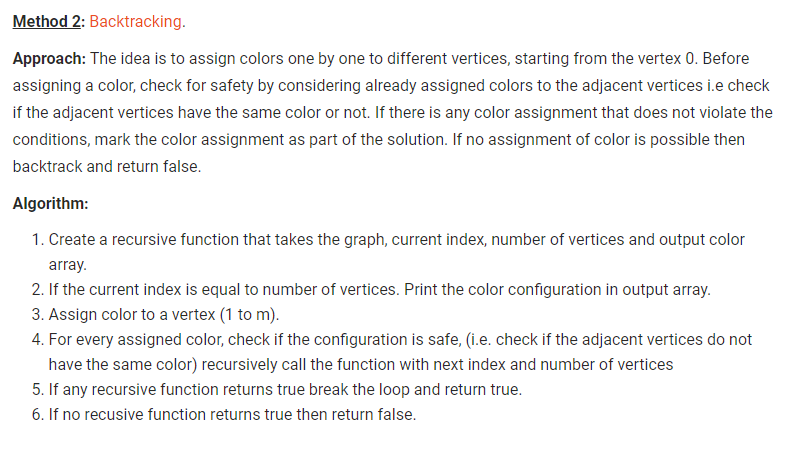 Method 2: Backtracking.
Approach: The idea is to assign colors one by one to different vertices, starting from the vertex 0. Before
assigning a color, check for safety by considering already assigned colors to the adjacent vertices i.e check
if the adjacent vertices have the same color or not. If there is any color assignment that does not violate the
conditions, mark the color assignment as part of the solution. If no assignment of color is possible then
backtrack and return false.
Algorithm:
1. Create a recursive function that takes the graph, current index, number of vertices and output color
array.
2. If the current index is equal to number of vertices. Print the color configuration in output array.
3. Assign color to a vertex (1 to m).
4. For every assigned color, check if the configuration is safe, (i.e. check if the adjacent vertices do not
have the same color) recursively call the function with next index and number of vertices
5. If any recursive function returns true break the loop and return true.
6. If no recusive function returns true then return false.